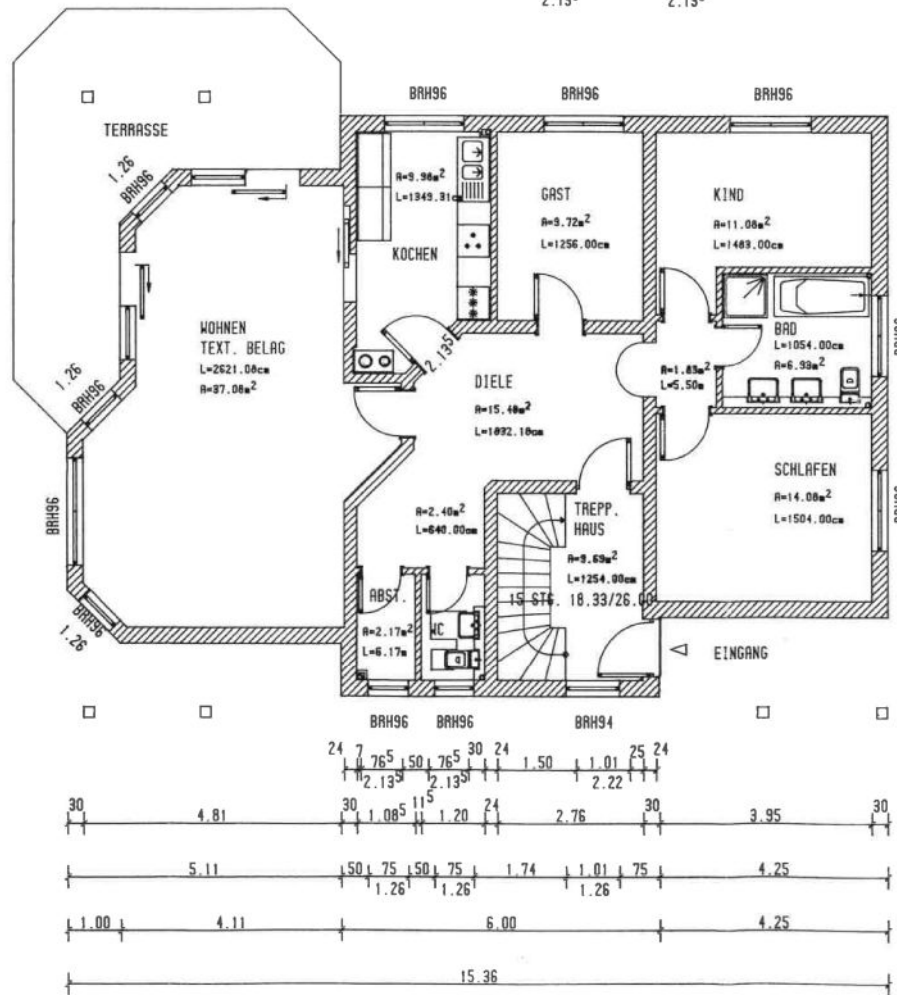 2.13⁵ 2.13⁵
BRH96 BRH96 BRH96
TERRASSE
1.26
BRH96
A=9.98m²
L=1349.31cm
KOCHEN
GAST
A=9.72m²
L=1256.00cm
KIND
A=11.08m²
L=1483.00cm
WOHNEN
TEXT. BELAG
L=2621.08cm
A=37.08m²
2.13⁵
BAD
L=1054.00cm
A=6.93m²
A=1.83m²
L=5.50m
1.26
BRH96
DIELE
A=15.48m²
L=1832.18cm
SCHLAFEN
A=14.08m²
L=1504.00cm
BRH96
A=2.40m²
L=640.00cm
TREPP.
HAUS
A=9.69m²
L=1254.00cm
15 STG. 18.33/26.00
ABST.
A=2.17m²
L=6.17m
WC
BRH96
1.26
EINGANG
BRH96 BRH96 BRH94
24 7 76⁵ 50 76⁵ 30 24 1.50 1.01 25 24
2.13⁵ 2.13⁵ 2.22
30 4.81 30 1.08⁵ 11⁵ 1.20 24 2.76 30 3.95 30
5.11 50 75 50 75 1.74 1.01 75 4.25
1.26 1.26 1.26
1.00 4.11 6.00 4.25
15.36